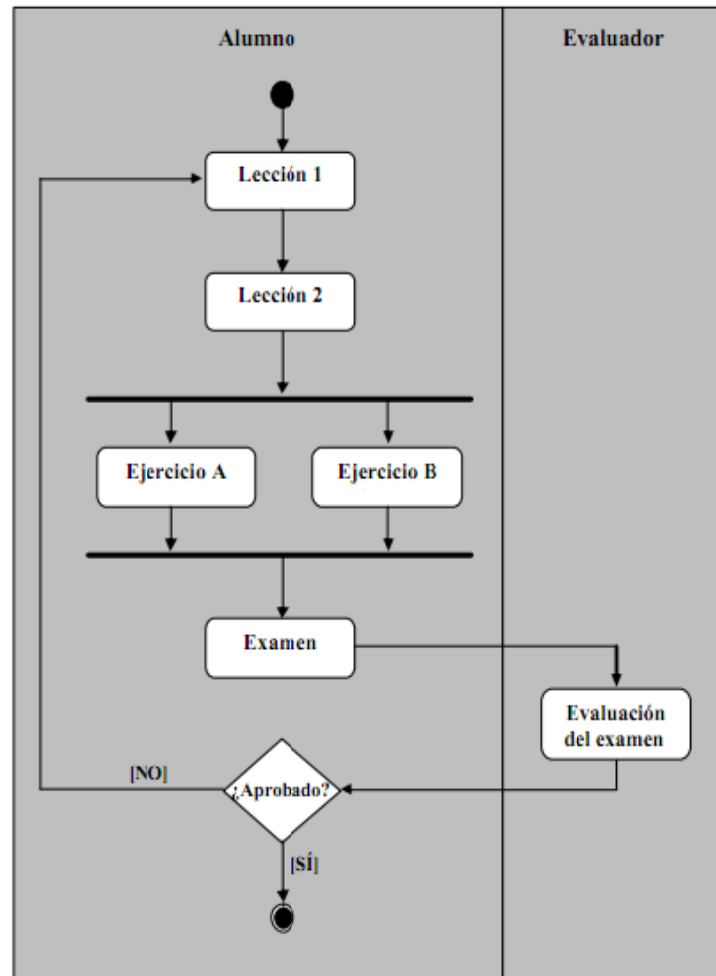 Alumno
Evaluador
Lección 1
Lección 2
Ejercicio A
Ejercicio B
Examen
Evaluación
del examen
[NO]
¿Aprobado?
[SÍ]